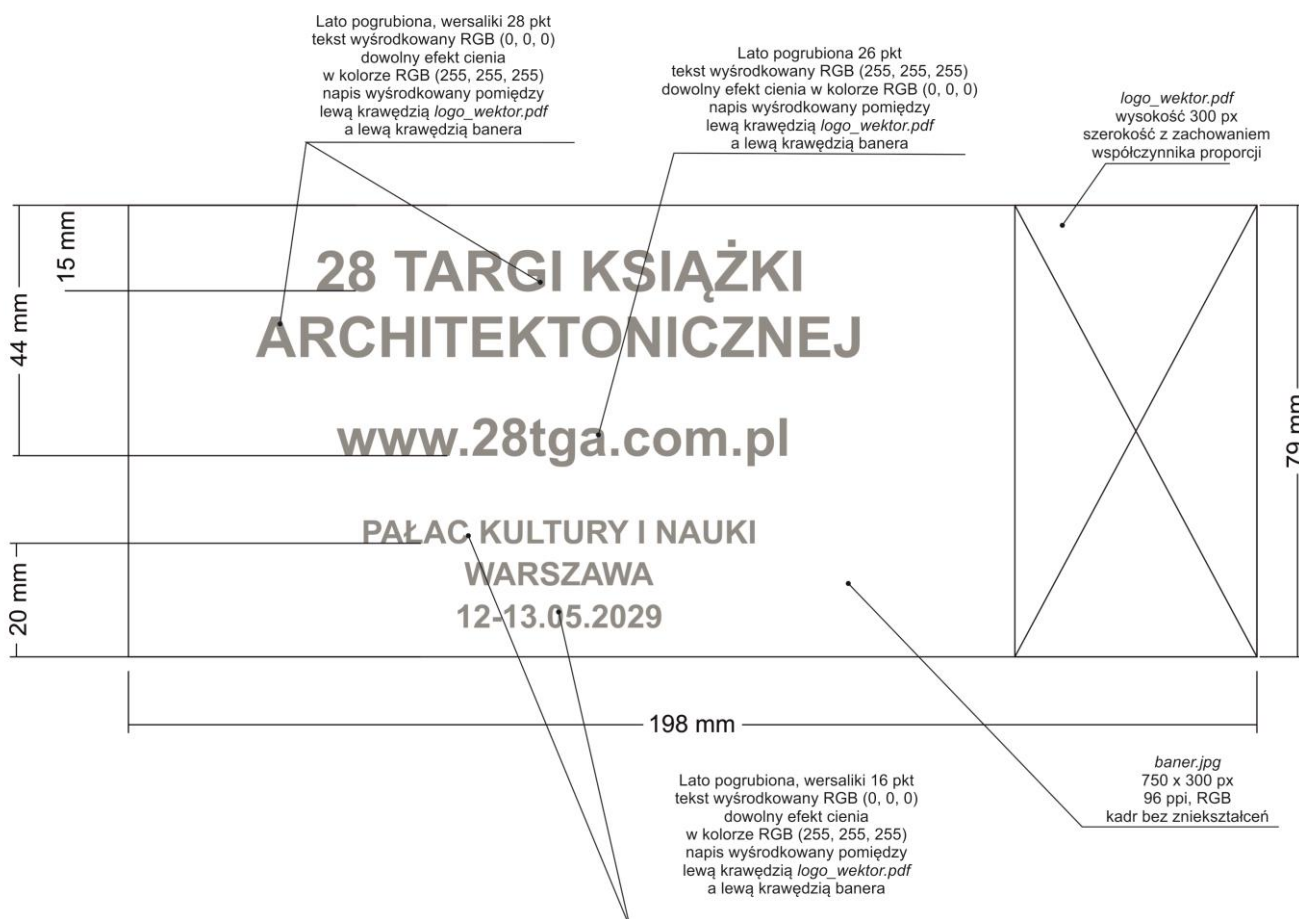 Lato pogrubiona, wersaliki 28 pkt
tekst wyśrodkowany RGB (0, 0, 0)
dowolny efekt cienia
w kolorze RGB (255, 255, 255)
napis wyśrodkowany pomiędzy
lewą krawędzią logo_wektor.pdf
a lewą krawędzią banera
Lato pogrubiona 26 pkt
tekst wyśrodkowany RGB (255, 255, 255)
dowolny efekt cienia w kolorze RGB (0, 0, 0)
napis wyśrodkowany pomiędzy
lewą krawędzią logo_wektor.pdf
a lewą krawędzią banera
logo_wektor.pdf
wysokość 300 px
szerokość z zachowaniem
współczynnika proporcji
15 mm
44 mm
20 mm
28 TARGI KSIĄŻKI
ARCHITEKTONICZNEJ
www.28tga.com.pl
PAŁAC KULTURY I NAUKI
WARSZAWA
12-13.05.2029
79 mm
198 mm
Lato pogrubiona, wersaliki 16 pkt
tekst wyśrodkowany RGB (0, 0, 0)
dowolny efekt cienia
w kolorze RGB (255, 255, 255)
napis wyśrodkowany pomiędzy
lewą krawędzią logo_wektor.pdf
a lewą krawędzią banera
baner.jpg
750 x 300 px
96 ppi, RGB
kadr bez zniekształceń